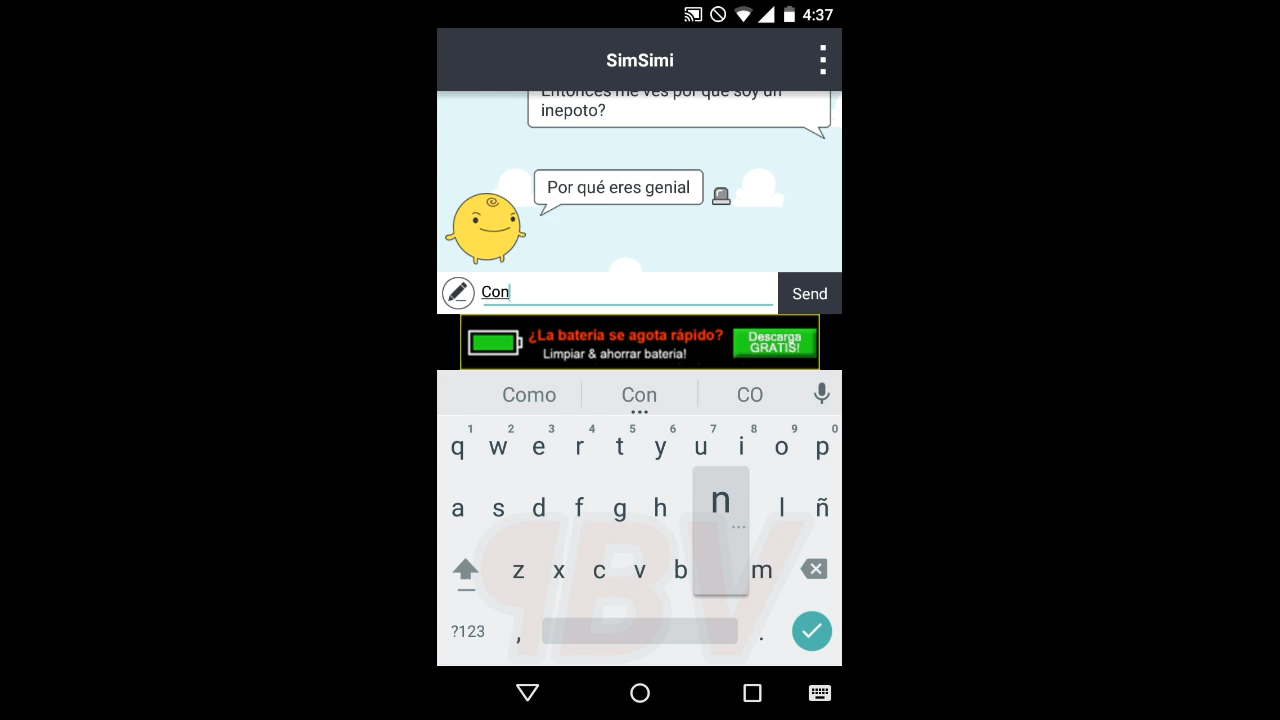 4:37
SimSimi
Entonces me ves por que soy un
inepoto?
Por qué eres genial
Con
Send
¿La batería se agota rápido?
Limpiar & ahorrar bateria!
Descarga
GRATIS!
Como Con CO
1 2 3 4 5 6 7 8 9 0
q w e r t y u i o p
a s d f g h n l ñ
z x c v b m
?123 , .
PBV